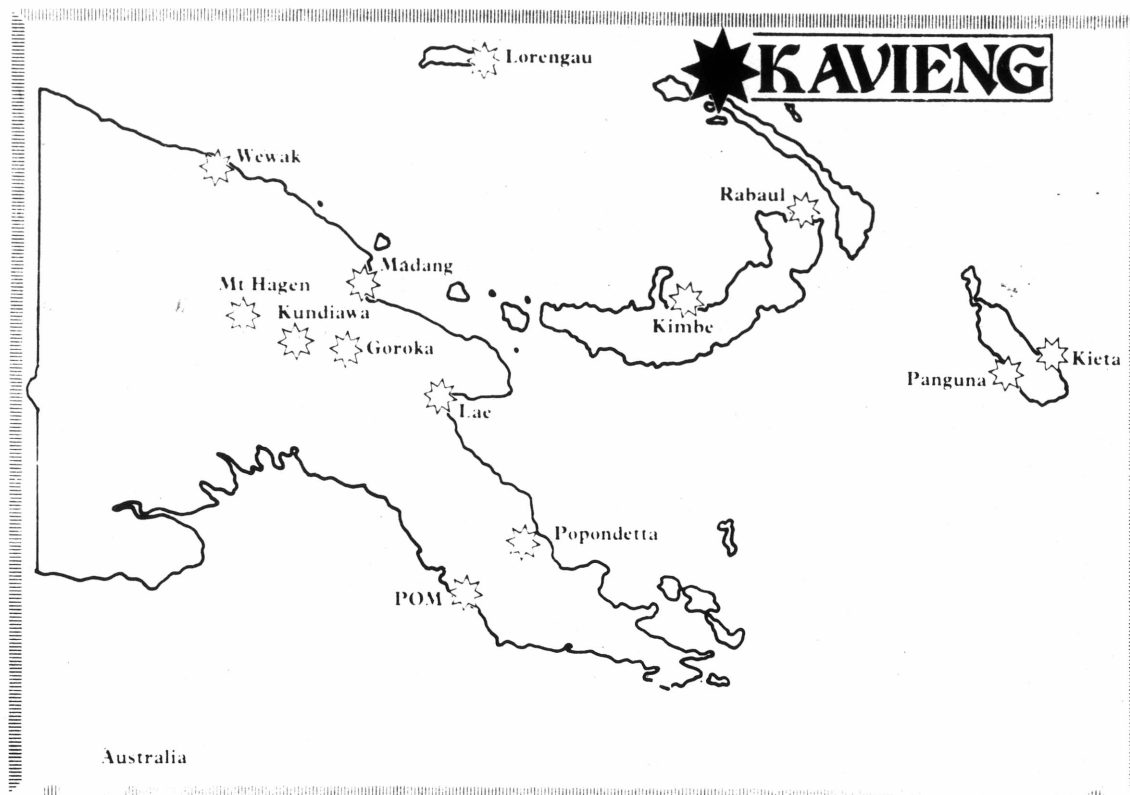 Lorengau
KAVIENG
Wewak
Rabaul
Madang
Mt Hagen
Kundiawa
Goroka
Kimbe
Kieta
Panguna
Lae
Popondetta
POM
Australia